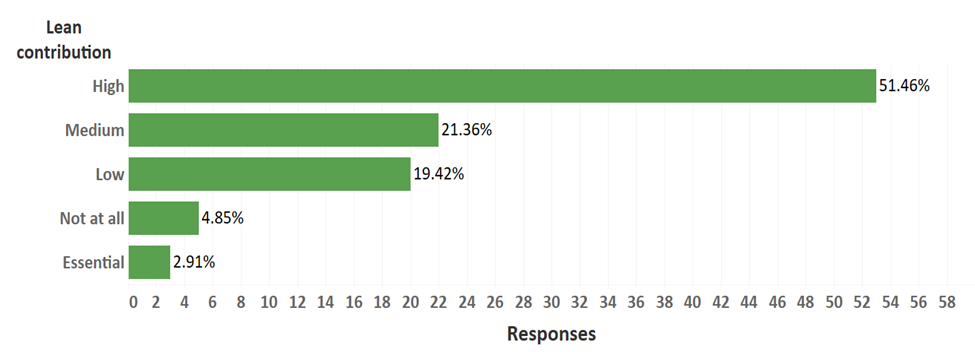 Lean
contribution
High 51.46%
Medium 21.36%
Low 19.42%
Not at all 4.85%
Essential 2.91%
0 2 4 6 8 10 12 14 16 18 20 22 24 26 28 30 32 34 36 38 40 42 44 46 48 50 52 54 56 58
Responses